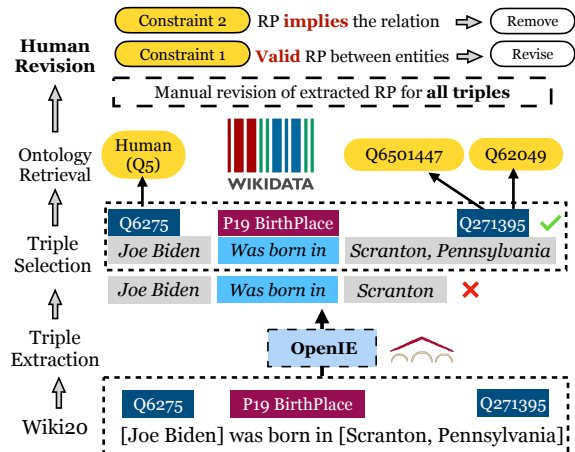 Constraint 2 RP implies the relation Remove
Human Revision
Constraint 1 Valid RP between entities Revise
Manual revision of extracted RP for all triples
Ontology Retrieval
Human (Q5)
WIKIDATA
Q6501447
Q62049
Q6275 P19 BirthPlace Q271395
Triple Selection
Joe Biden Was born in Scranton, Pennsylvania
Joe Biden Was born in Scranton
Triple Extraction
OpenIE
Q6275 P19 BirthPlace Q271395
Wiki20
[Joe Biden] was born in [Scranton, Pennsylvania]